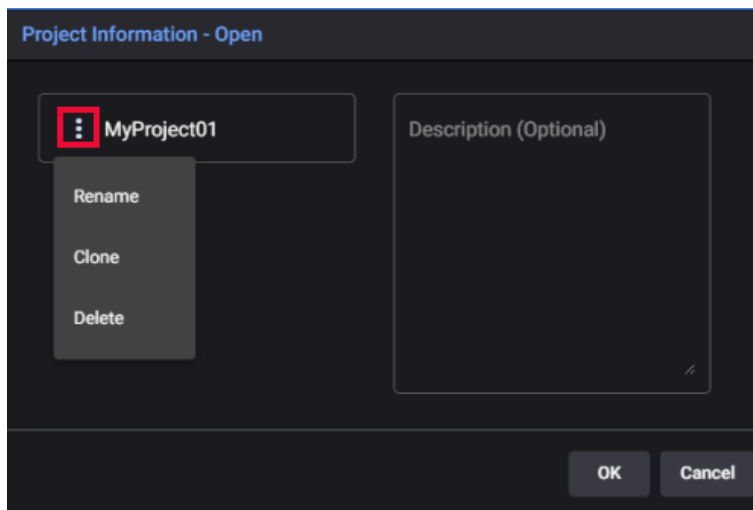 Project Information - Open
MyProject01
Description (Optional)
Rename
Clone
Delete
OK
Cancel